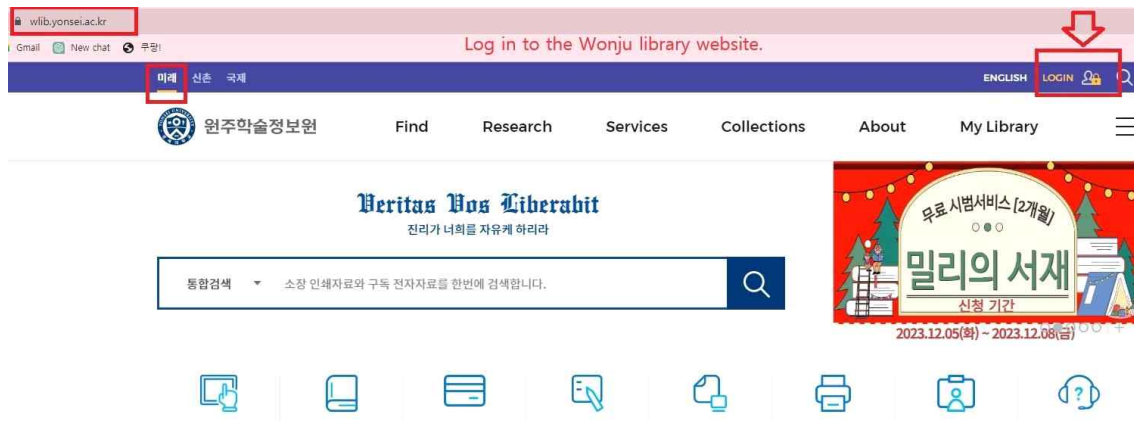 wlib.yonsei.ac.kr
Gmail New chat 쿠팡!
Log in to the Wonju library website.
미래 신촌 국제 ENGLISH LOGIN
원주학술정보원 Find Research Services Collections About My Library
Veritas Vos Liberabit
진리가 너희를 자유케 하리라
통합검색 소장 인쇄자료와 구독 전자자료를 한번에 검색합니다.
무료 시범서비스 [2개월]
밀리의 서재
신청 기간
2023.12.05(화) ~ 2023.12.08(금)